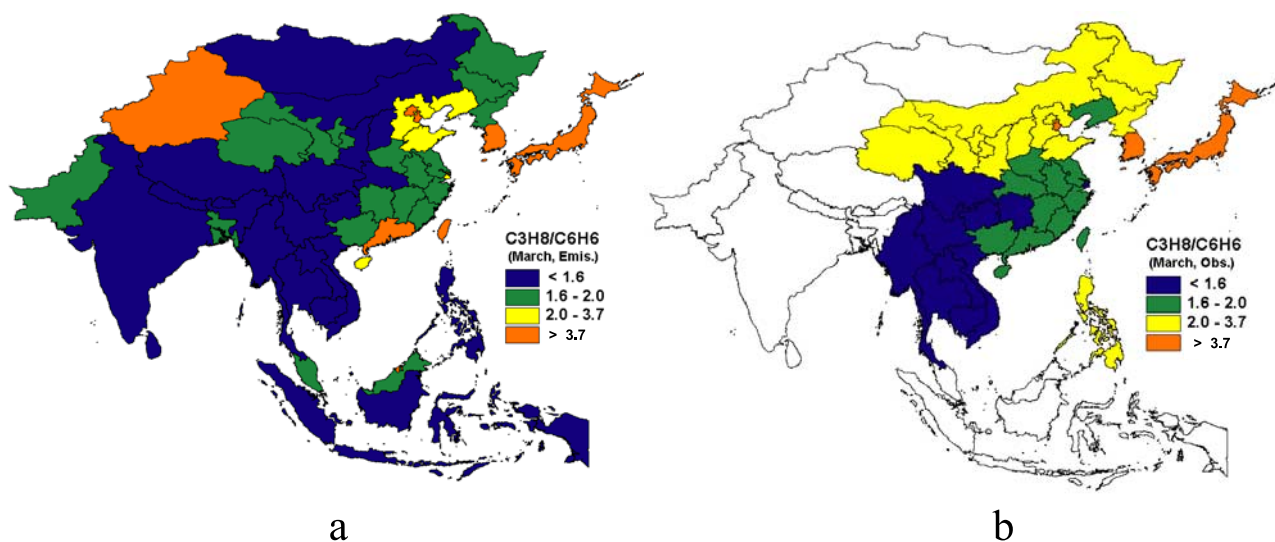 C3H8/C6H6
(March, Emis.)
< 1.6
1.6 - 2.0
2.0 - 3.7
> 3.7
C3H8/C6H6
(March, Obs.)
< 1.6
1.6 - 2.0
2.0 - 3.7
> 3.7
a
b